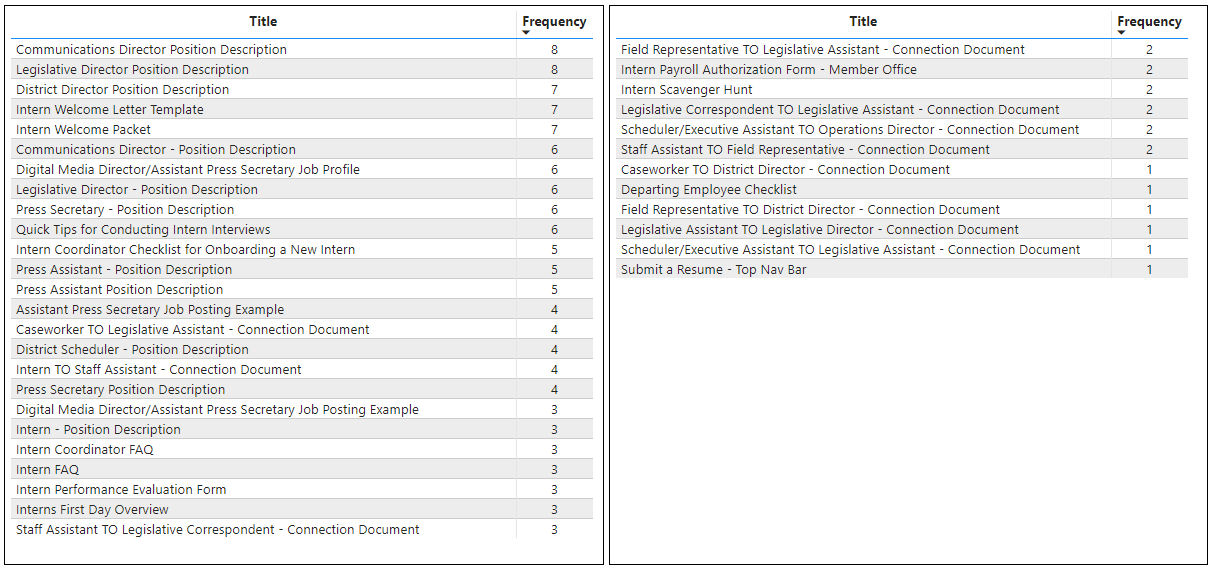 Title Frequency
Communications Director Position Description 8
Legislative Director Position Description 8
District Director Position Description 7
Intern Welcome Letter Template 7
Intern Welcome Packet 7
Communications Director - Position Description 6
Digital Media Director/Assistant Press Secretary Job Profile 6
Legislative Director - Position Description 6
Press Secretary - Position Description 6
Quick Tips for Conducting Intern Interviews 6
Intern Coordinator Checklist for Onboarding a New Intern 5
Press Assistant - Position Description 5
Press Assistant Position Description 5
Assistant Press Secretary Job Posting Example 4
Caseworker TO Legislative Assistant - Connection Document 4
District Scheduler - Position Description 4
Intern TO Staff Assistant - Connection Document 4
Press Secretary Position Description 4
Digital Media Director/Assistant Press Secretary Job Posting Example 3
Intern - Position Description 3
Intern Coordinator FAQ 3
Intern FAQ 3
Intern Performance Evaluation Form 3
Interns First Day Overview 3
Staff Assistant TO Legislative Correspondent - Connection Document 3
Title Frequency
Field Representative TO Legislative Assistant - Connection Document 2
Intern Payroll Authorization Form - Member Office 2
Intern Scavenger Hunt 2
Legislative Correspondent TO Legislative Assistant - Connection Document 2
Scheduler/Executive Assistant TO Operations Director - Connection Document 2
Staff Assistant TO Field Representative - Connection Document 2
Caseworker TO District Director - Connection Document 1
Departing Employee Checklist 1
Field Representative TO District Director - Connection Document 1
Legislative Assistant TO Legislative Director - Connection Document 1
Scheduler/Executive Assistant TO Legislative Assistant - Connection Document 1
Submit a Resume - Top Nav Bar 1